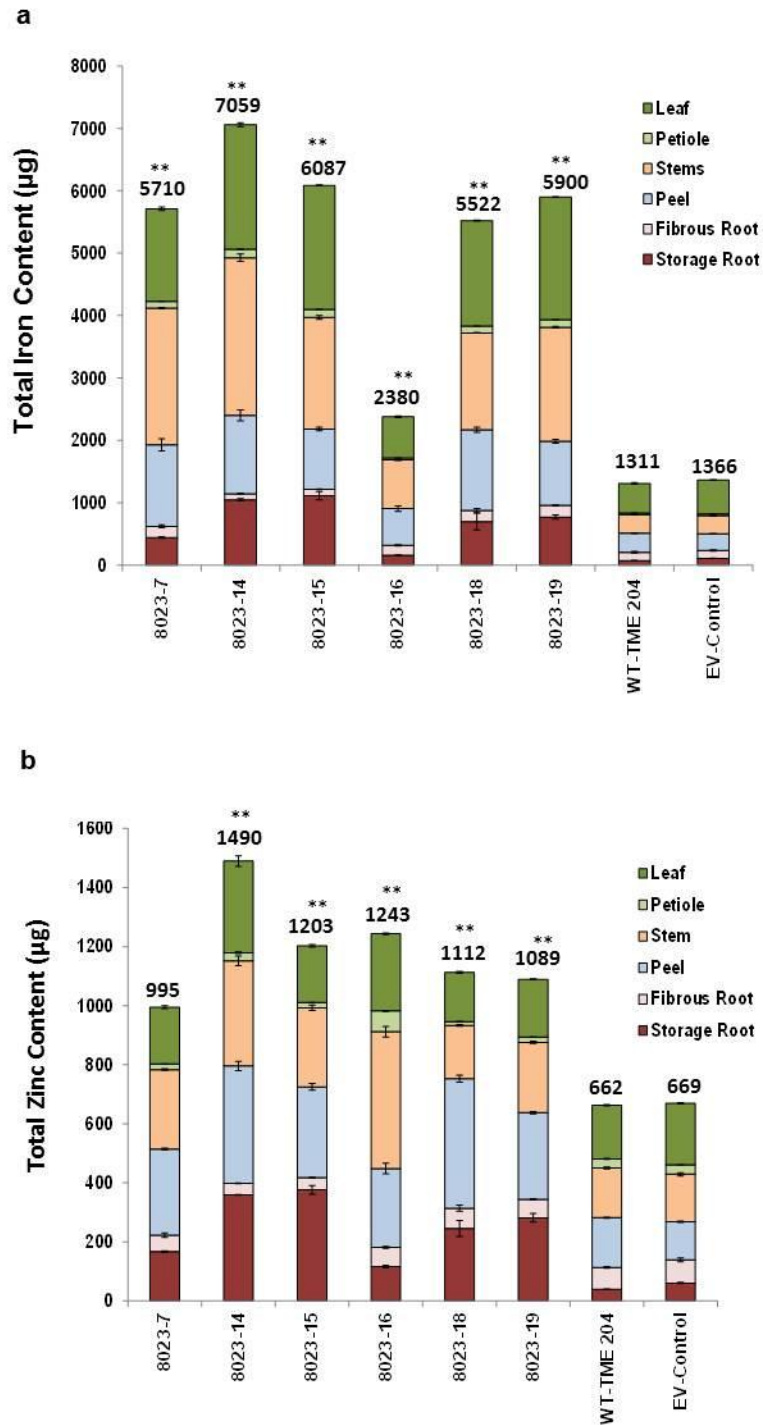 a
Total Iron Content (µg)
8000
7000
6000
5000
4000
3000
2000
1000
0
**
5710
**
7059
**
6087
**
2380
**
5522
**
5900
1311
1366
Leaf
Petiole
Stems
Peel
Fibrous Root
Storage Root
8023-7
8023-14
8023-15
8023-16
8023-18
8023-19
WT-TME 204
EV-Control
b
Total Zinc Content (µg)
1600
1400
1200
1000
800
600
400
200
0
995
**
1490
**
1203
**
1243
**
1112
**
1089
662
669
Leaf
Petiole
Stem
Peel
Fibrous Root
Storage Root
8023-7
8023-14
8023-15
8023-16
8023-18
8023-19
WT-TME 204
EV-Control